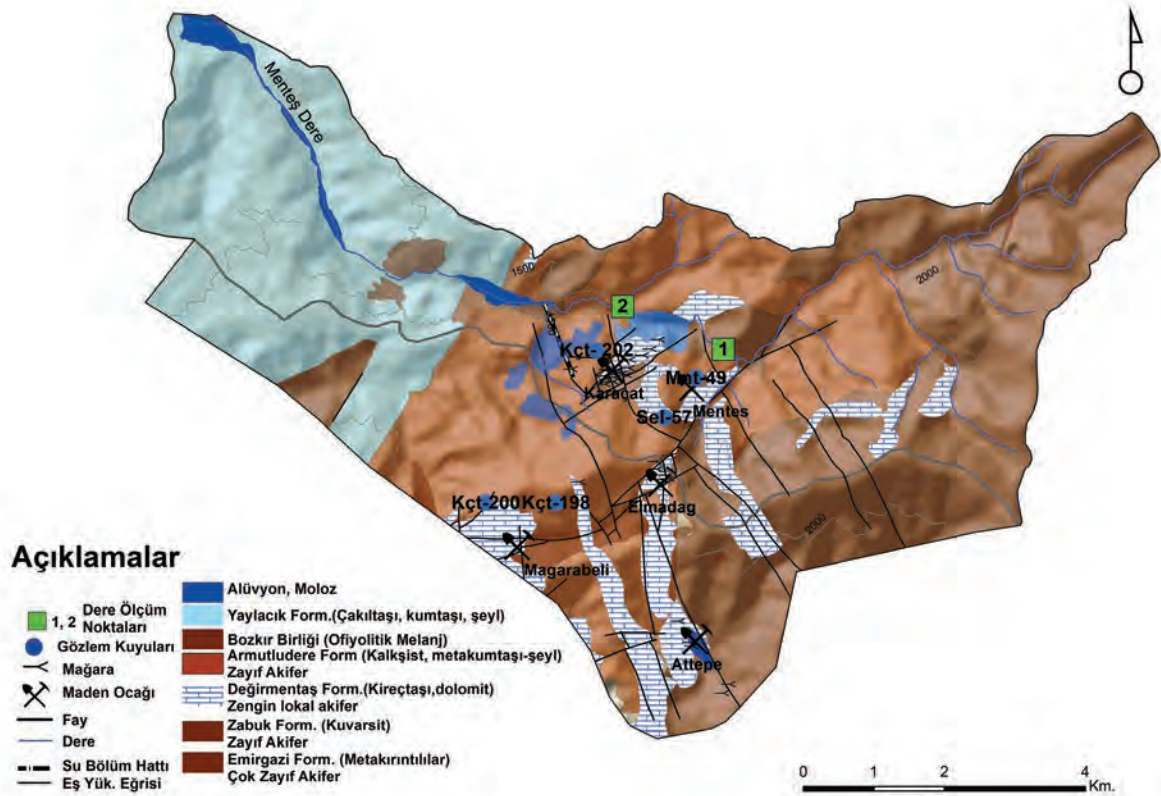 Menteş Dere
1500
2000
2
1
Kçt- 202
Karaçat
Mnt-49
Mentes
Sel-57
Elmadag
Kçt-200
Kçt-198
2000
Magarabeli
Attepe
Açıklamalar
1, 2 Dere Ölçüm
Noktaları
Gözlem Kuyuları
Mağara
Maden Ocağı
Fay
Dere
Su Bölüm Hattı
Eş Yük. Eğrisi
Alüvyon, Moloz
Yaylacık Form.(Çakıltaşı, kumtaşı, şeyl)
Bozkır Birliği (Ofiyolitik Melanj)
Armutludere Form (Kalkşist, metakumtaşı-şeyl)
Zayıf Akifer
Değirmentaş Form.(Kireçtaşı,dolomit)
Zengin lokal akifer
Zabuk Form. (Kuvarsit)
Zayıf Akifer
Emirgazi Form. (Metakırıntılılar)
Çok Zayıf Akifer
0 1 2 4
Km.